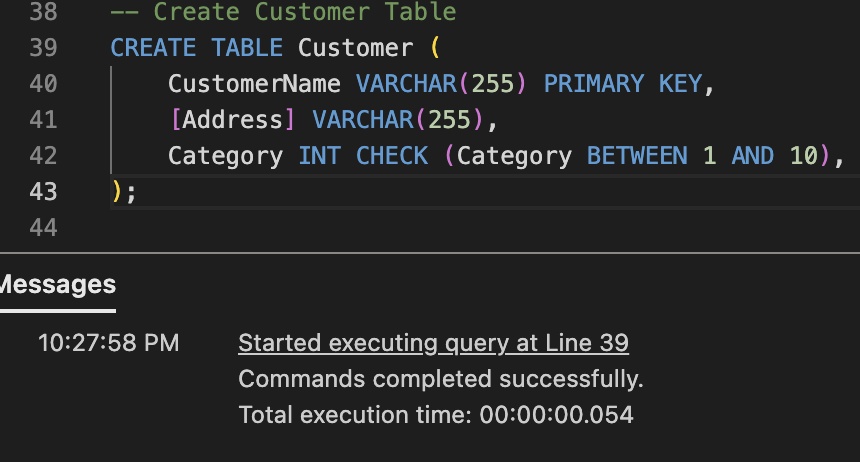 38 -- Create Customer Table
39 CREATE TABLE Customer (
40 CustomerName VARCHAR(255) PRIMARY KEY,
41 [Address] VARCHAR(255),
42 Category INT CHECK (Category BETWEEN 1 AND 10),
43 );
44
Messages
10:27:58 PM Started executing query at Line 39
Commands completed successfully.
Total execution time: 00:00:00.054